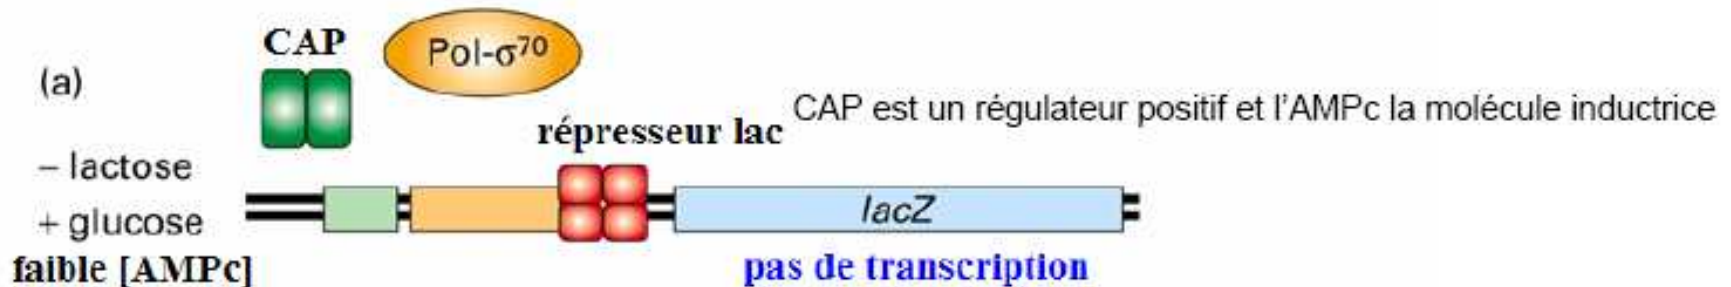 CAP
Pol-σ⁷⁰
(a)
CAP est un régulateur positif et l'AMPc la molécule inductrice
répresseur lac
– lactose
+ glucose
lacZ
faible [AMPc]
pas de transcription